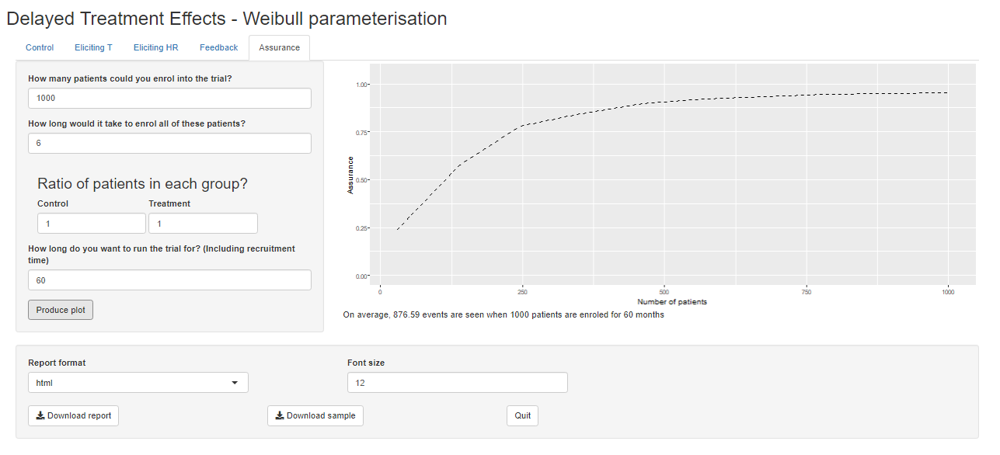 Delayed Treatment Effects - Weibull parameterisation
Control Eliciting T Eliciting HR Feedback Assurance
How many patients could you enrol into the trial?
1000
How long would it take to enrol all of these patients?
6
Ratio of patients in each group?
Control Treatment
1 1
How long do you want to run the trial for? (Including recruitment
time)
60
Produce plot
Assurance
1.00
0.75
0.50
0.25
0.00
0 250 500 750 1000
Number of patients
On average, 876.59 events are seen when 1000 patients are enroled for 60 months
Report format Font size
html 12
Download report Download sample Quit